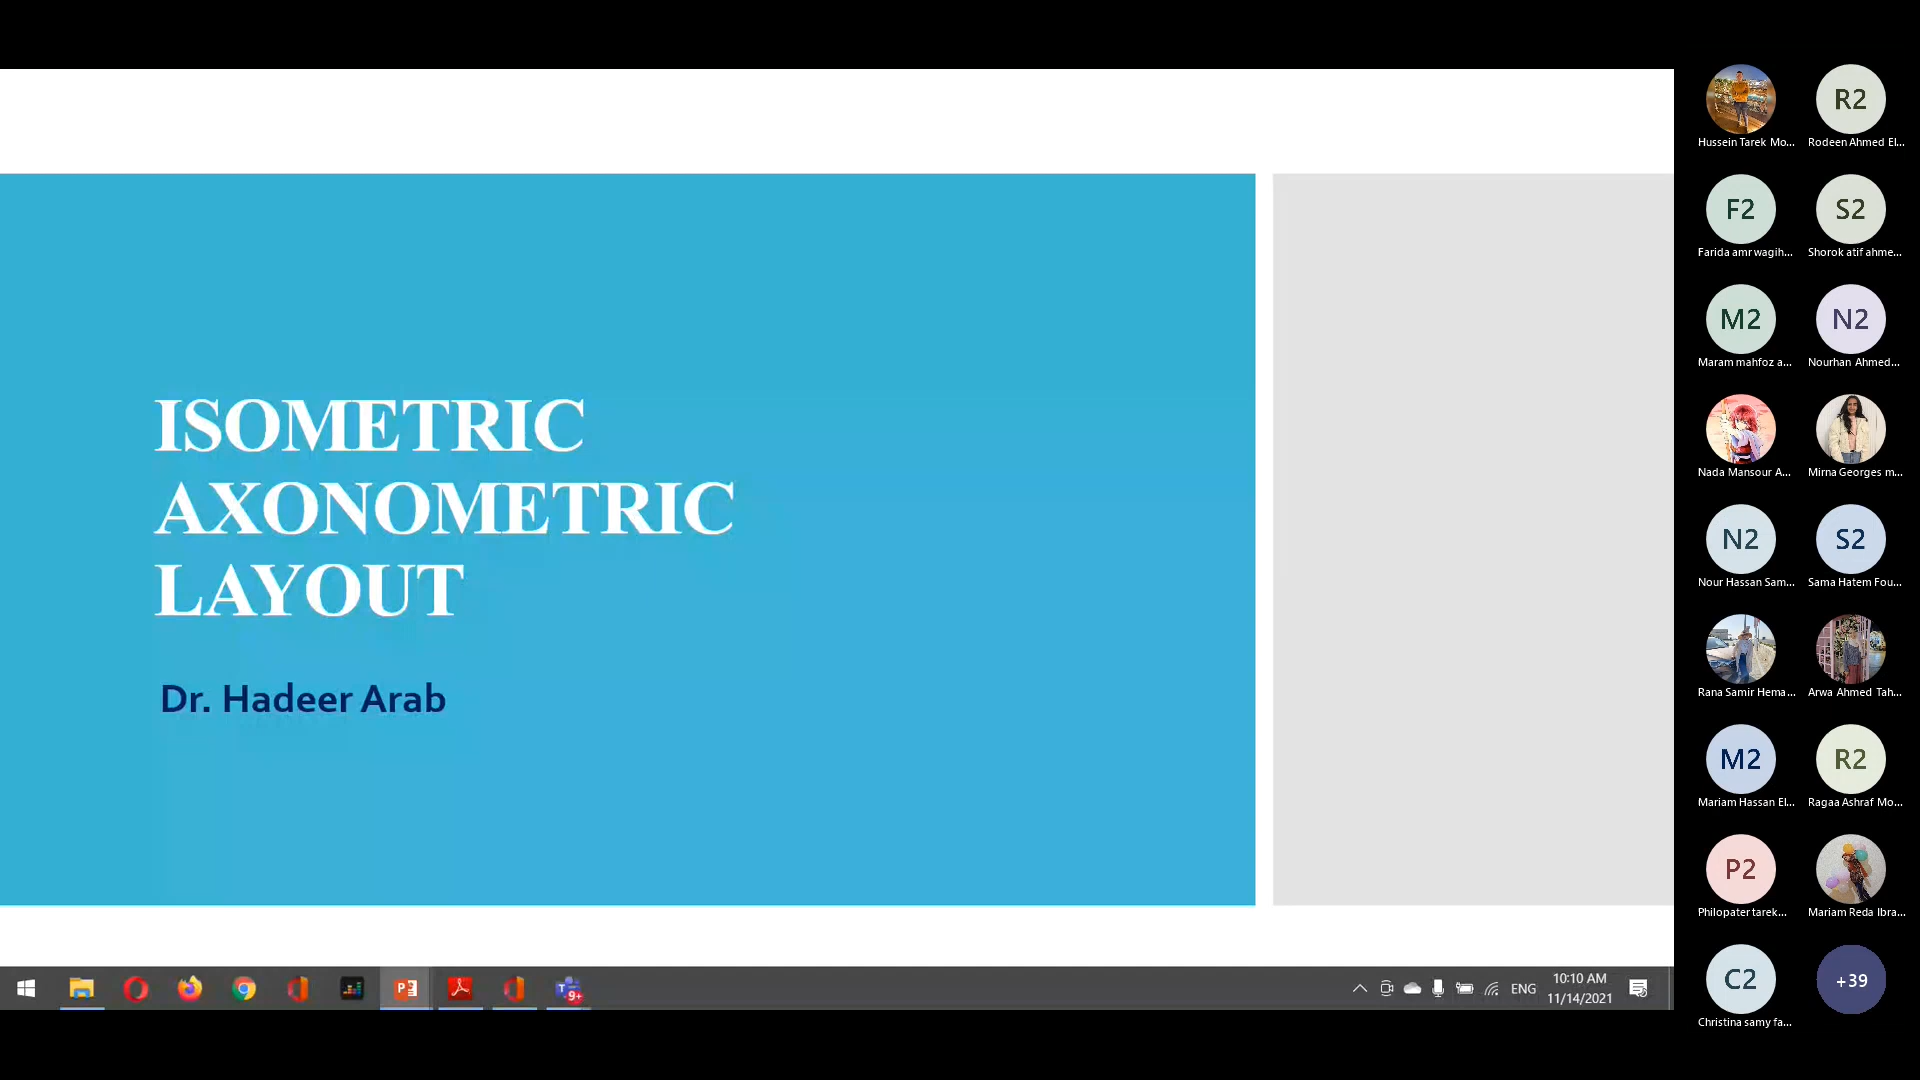 ISOMETRIC
AXONOMETRIC
LAYOUT
Dr. Hadeer Arab
R2
Hussein Tarek Mo...
Rodeen Ahmed El...
F2
S2
Farida amr wagih...
Shorok atif ahme...
M2
N2
Maram mahfoz a...
Nourhan Ahmed...
Nada Mansour A...
Mirna Georges m...
N2
S2
Nour Hassan Sam...
Sama Hatem Fou...
Rana Samir Hema...
Arwa Ahmed Tah...
M2
R2
Mariam Hassan El...
Ragaa Ashraf Mo...
P2
Philopater tarek...
Mariam Reda Ibra...
C2
+39
Christina samy fa...
9+
ENG
10:10 AM
11/14/2021